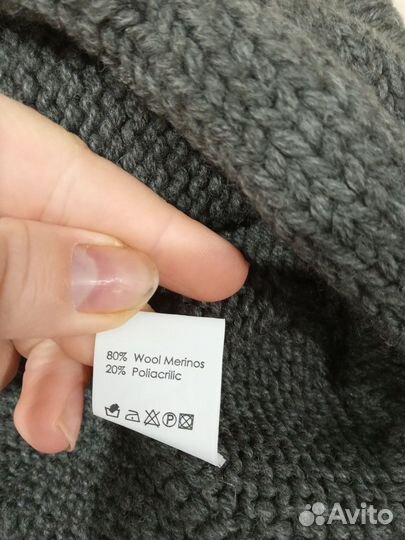 80% Wool Merinos
20% Poliacrilic
P
Avito